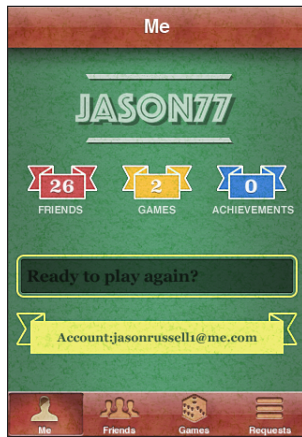 Me
JASON77
26 2 0
FRIENDS GAMES ACHIEVEMENTS
Ready to play again?
Account:jasonrussell1@me.com
Me Friends Games Requests